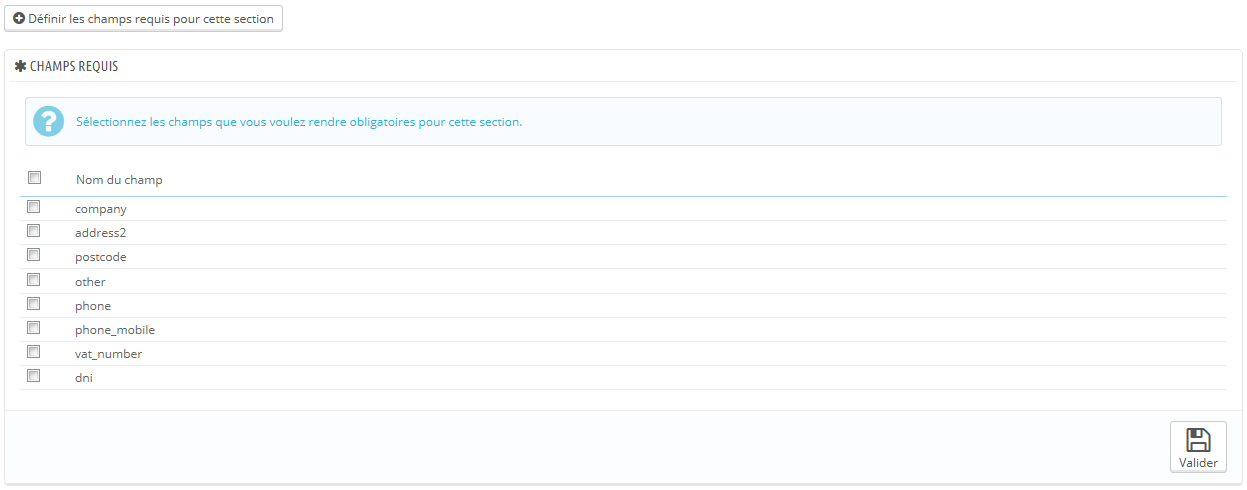 Définir les champs requis pour cette section
CHAMPS REQUIS
Sélectionnez les champs que vous voulez rendre obligatoires pour cette section.
Nom du champ
company
address2
postcode
other
phone
phone_mobile
vat_number
dni
Valider